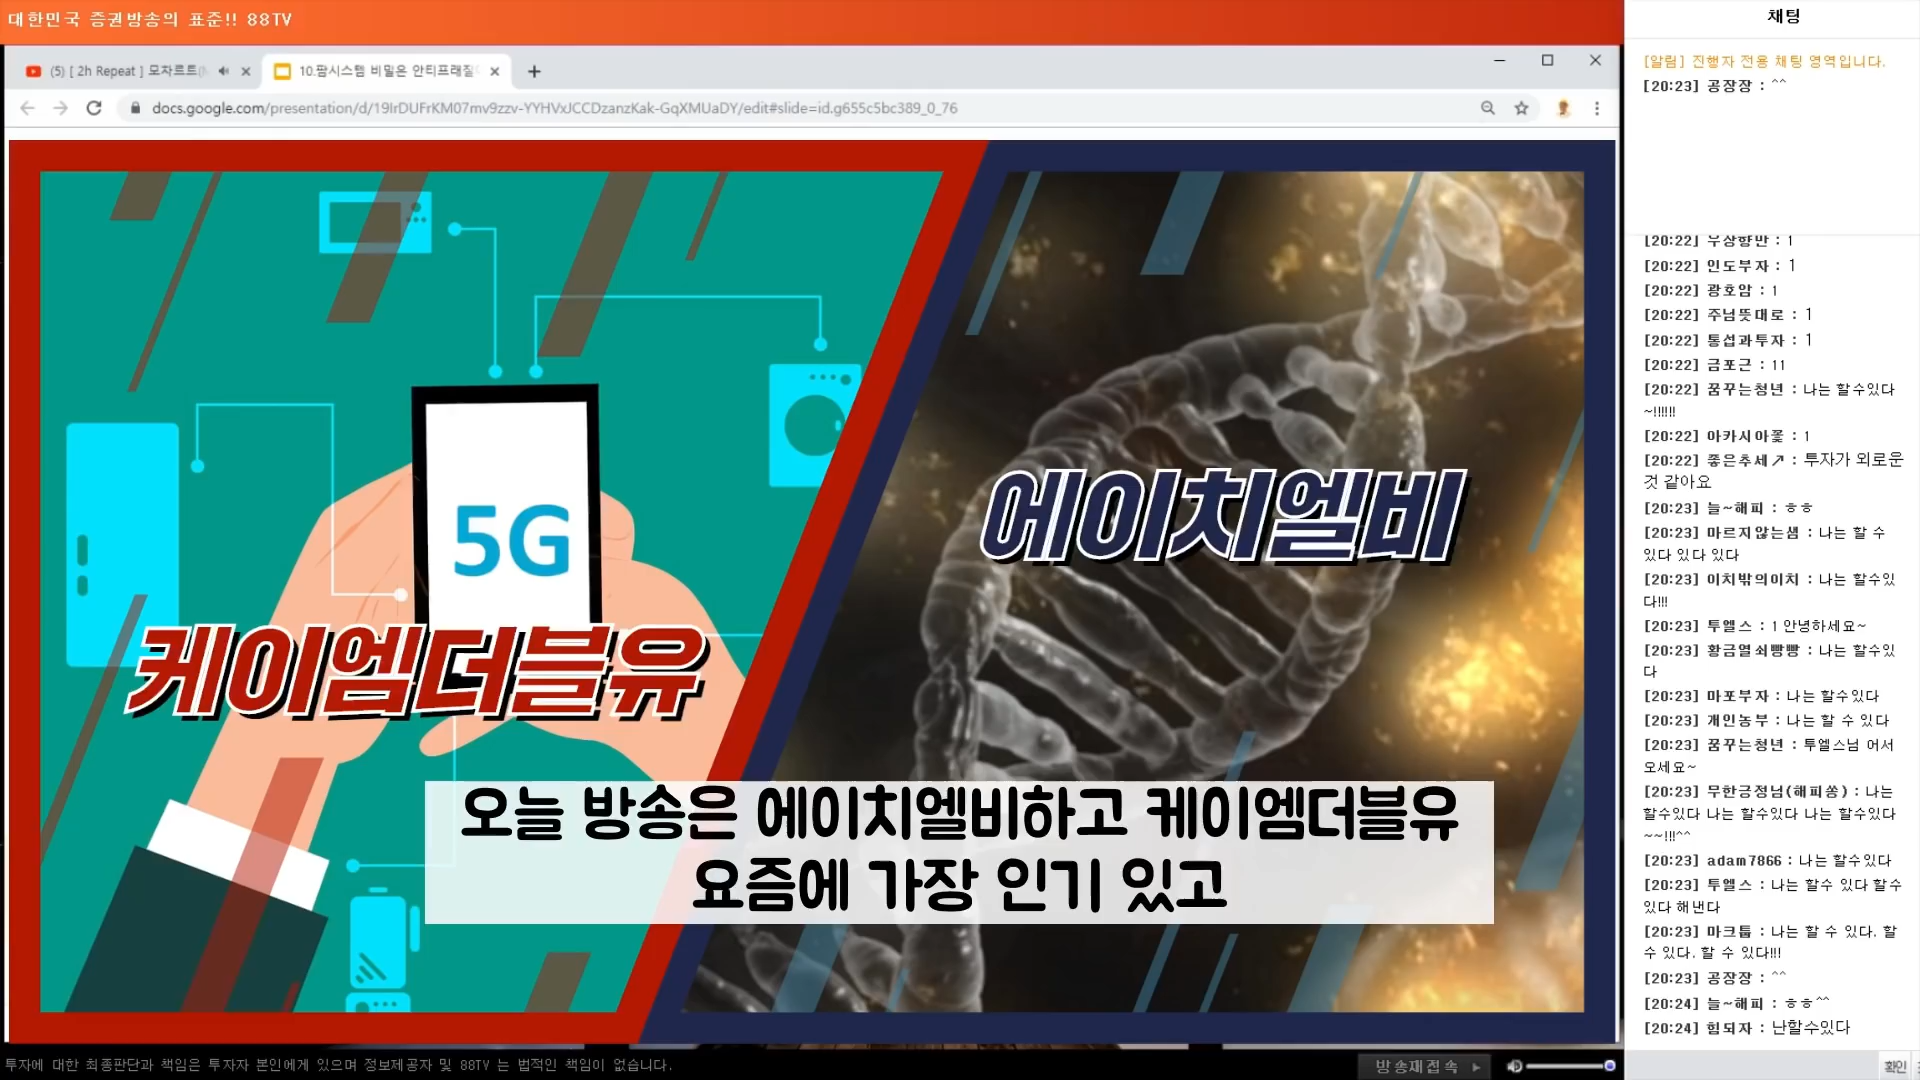 대한민국 증권방송의 표준!! 88TV
(5) [ 2h Repeat ] 모차르트
10.팜시스템 비밀은 안티프래질
docs.google.com/presentation/d/19IrDUFrKM07mv9zzv-YYHVxJCCDzanzKak-GqXMUaDY/edit#slide=id.g655c5bc389_0_76
5G
케이엠더블유
에이치엘비
오늘 방송은 에이치엘비하고 케이엠더블유
요즘에 가장 인기 있고
투자에 대한 최종판단과 책임은 투자자 본인에게 있으며 정보제공자 및 88TV 는 법적인 책임이 없습니다.
방송재접속
채팅
[알림] 진행자 전용 채팅 영역입니다.
[20:23] 공장장 : ^^
[20:22] 우상향만 : 1
[20:22] 인도부자 : 1
[20:22] 광호암 : 1
[20:22] 주님뜻대로 : 1
[20:22] 통섭과투자 : 1
[20:22] 금포근 : 11
[20:22] 꿈꾸는청년 : 나는 할수있다
~!!!!!!
[20:22] 아카시아꽃 : 1
[20:22] 좋은추세↗ : 투자가 외로운
것 같아요
[20:23] 늘~해피 : ㅎㅎ
[20:23] 마르지않는샘 : 나는 할 수
있다 있다 있다
[20:23] 이치밖의이치 : 나는 할수있
다!!!
[20:23] 투엘스 : 1 안녕하세요~
[20:23] 황금열쇠빵빵 : 나는 할수있
다
[20:23] 마포부자 : 나는 할수있다
[20:23] 개인농부 : 나는 할 수 있다
[20:23] 꿈꾸는청년 : 투엘스님 어서
오세요~
[20:23] 무한긍정님(해피쏭) : 나는
할수있다 나는 할수있다 나는 할수있다
~~!!!^^
[20:23] adam7866 : 나는 할수있다
[20:23] 투엘스 : 나는 할수 있다 할수
있다 해낸다
[20:23] 마크툽 : 나는 할 수 있다. 할
수 있다. 할 수 있다!!!
[20:23] 공장장 : ^^
[20:24] 늘~해피 : ㅎㅎ^^
[20:24] 힘되자 : 난할수있다
확인